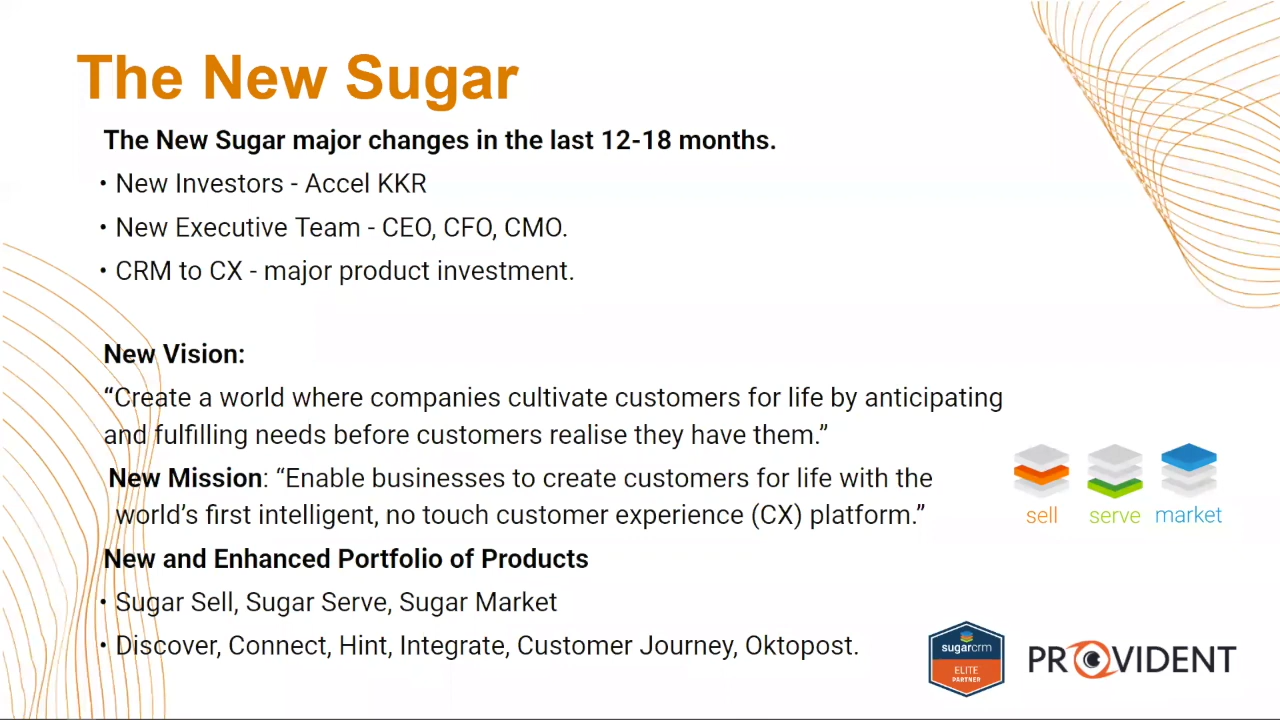 The New Sugar
The New Sugar major changes in the last 12-18 months.
• New Investors - Accel KKR
• New Executive Team - CEO, CFO, CMO.
• CRM to CX - major product investment.
New Vision:
“Create a world where companies cultivate customers for life by anticipating
and fulfilling needs before customers realise they have them.”
New Mission: “Enable businesses to create customers for life with the
world’s first intelligent, no touch customer experience (CX) platform.”
sell serve market
New and Enhanced Portfolio of Products
• Sugar Sell, Sugar Serve, Sugar Market
• Discover, Connect, Hint, Integrate, Customer Journey, Oktopost.
sugarcrm
ELITE
PARTNER
PROVIDENT